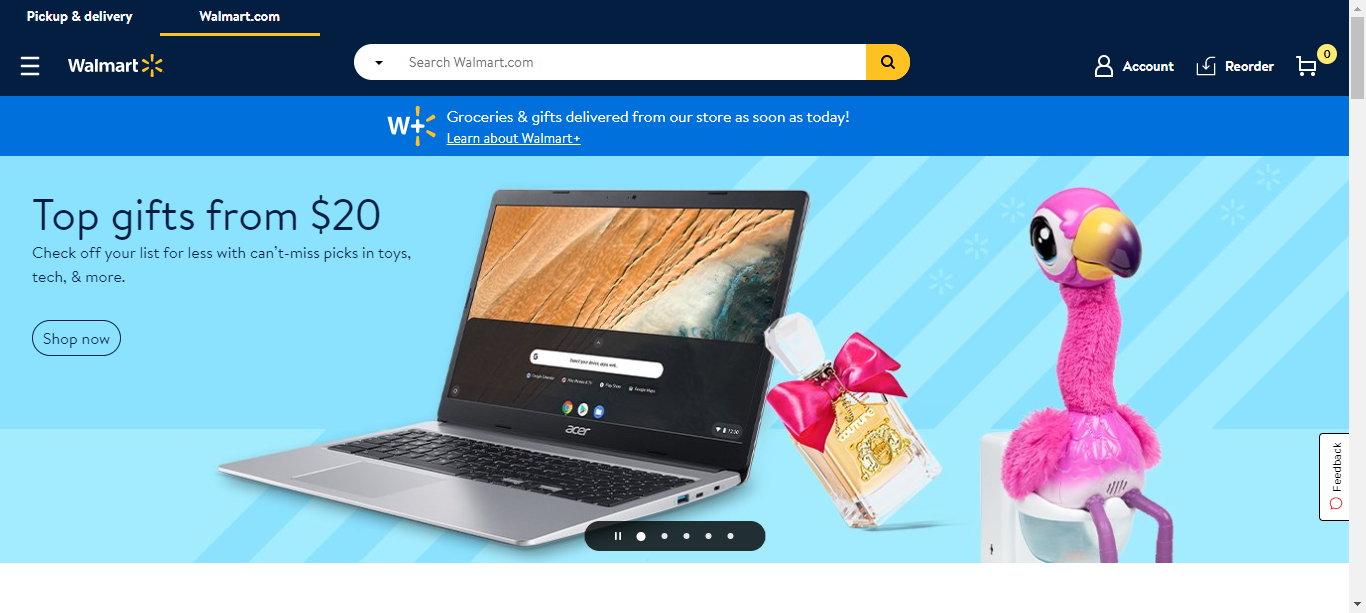 Pickup & delivery
Walmart.com
Walmart
Search Walmart.com
Account
Reorder
0
W+
Groceries & gifts delivered from our store as soon as today!
Learn about Walmart+
Top gifts from $20
Check off your list for less with can't-miss picks in toys,
tech, & more.
Shop now
acer
COUTURE
Feedback